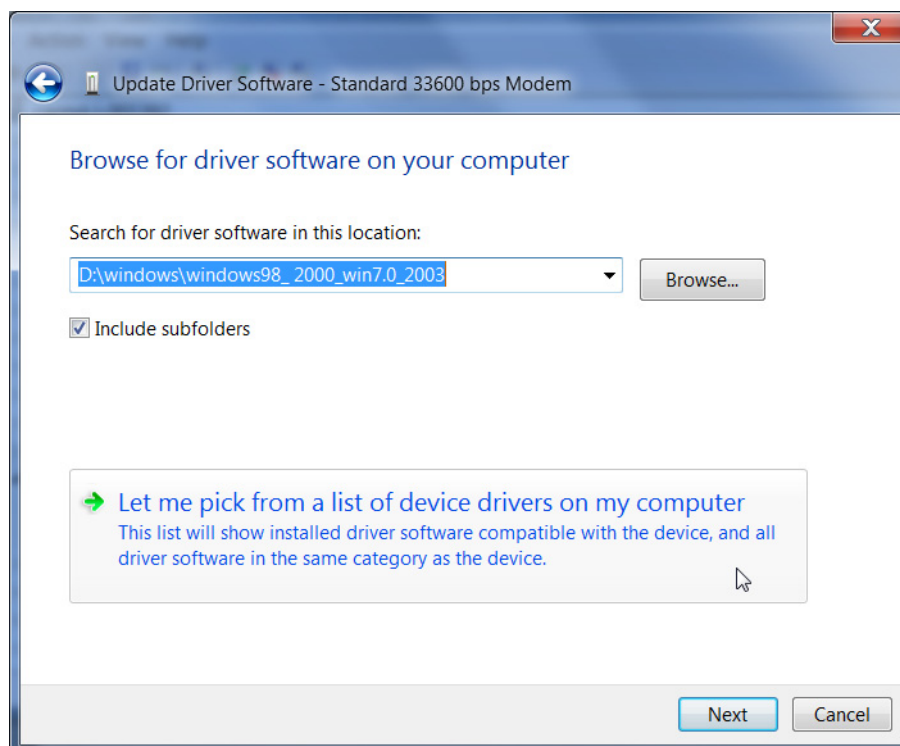 Action View Help
Update Driver Software - Standard 33600 bps Modem
Browse for driver software on your computer
Search for driver software in this location:
D:\windows\windows98_ 2000_win7.0_2003
Browse...
Include subfolders
Let me pick from a list of device drivers on my computer
This list will show installed driver software compatible with the device, and all
driver software in the same category as the device.
Next
Cancel